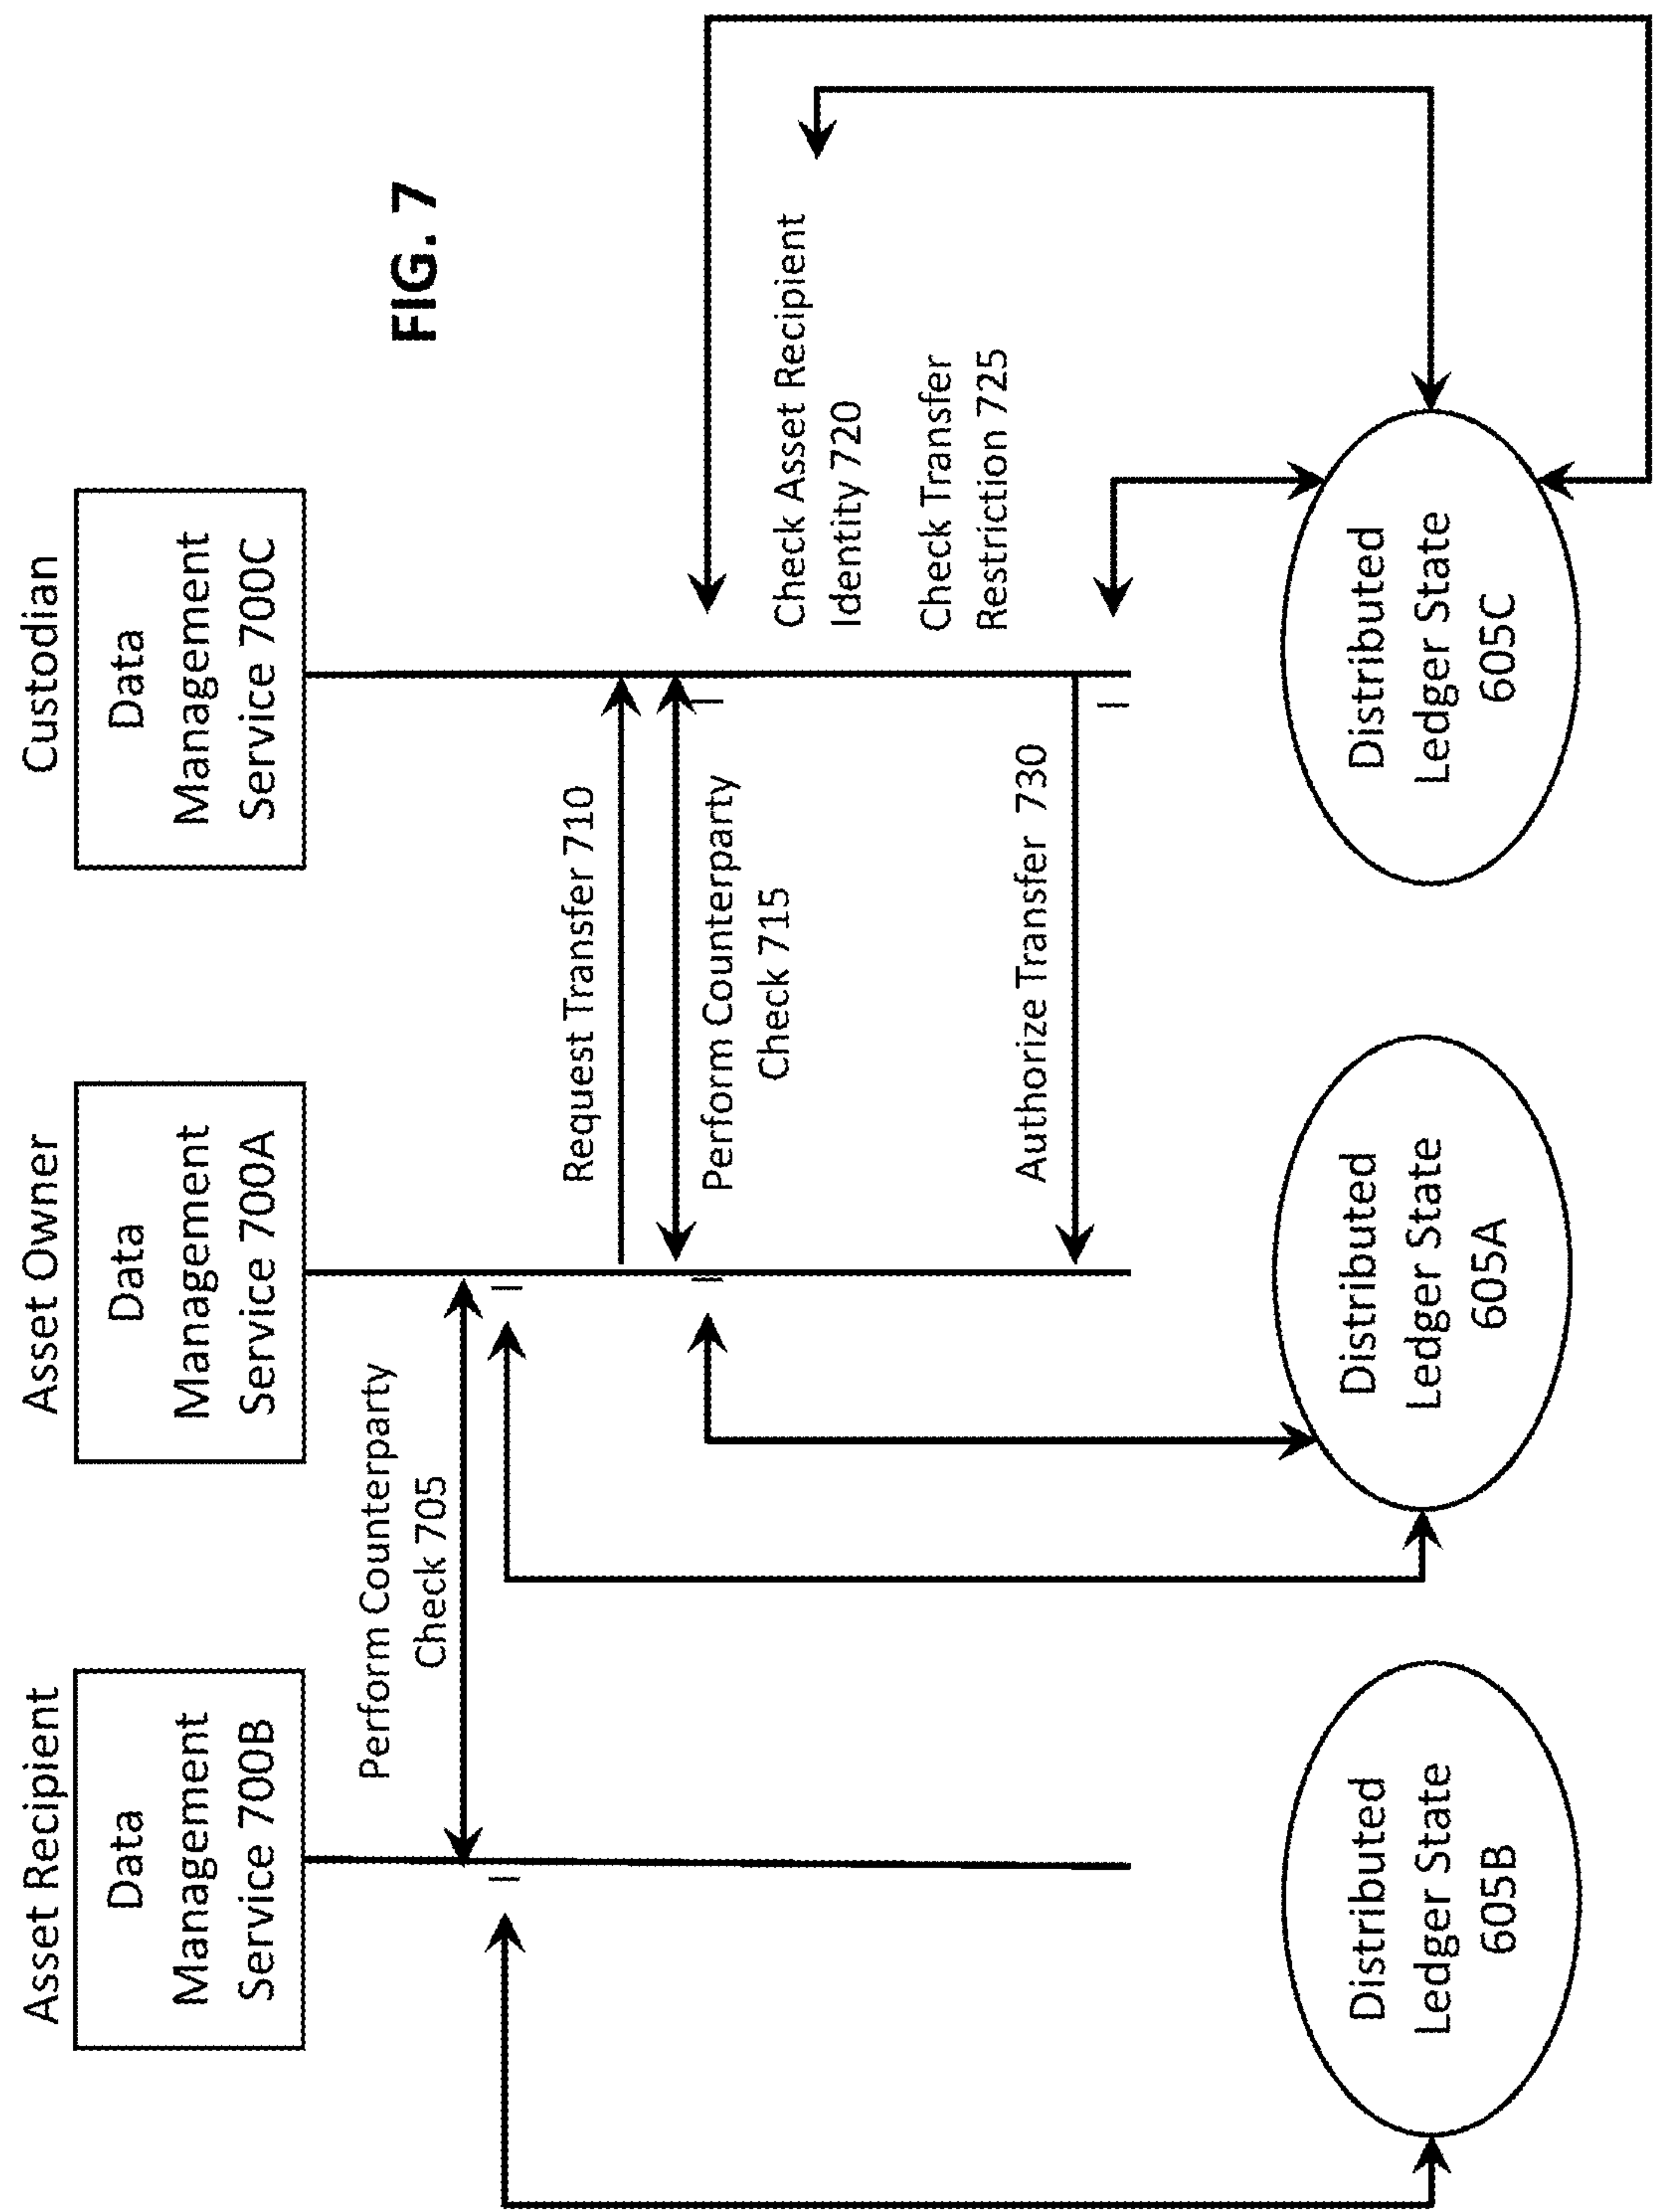 Asset Recipient
Asset Owner
Custodian
Data
Management
Service 700B
Data
Management
Service 700A
Data
Management
Service 700C
FIG. 7
Perform Counterparty
Check 705
Request Transfer 710
Perform Counterparty
Check 715
Check Asset Recipient
Identity 720
Check Transfer
Restriction 725
Authorize Transfer 730
Distributed
Ledger State
605B
Distributed
Ledger State
605A
Distributed
Ledger State
605C